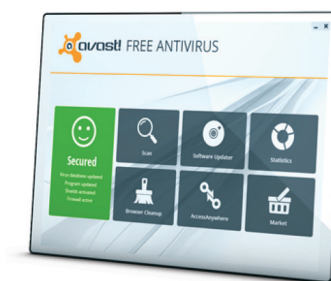 avast! FREE ANTIVIRUS
Secured
Virus database updated
Program updated
Shields activated
Firewall active
Scan
Software Updater
Statistics
Browser Cleanup
AccessAnywhere
Market